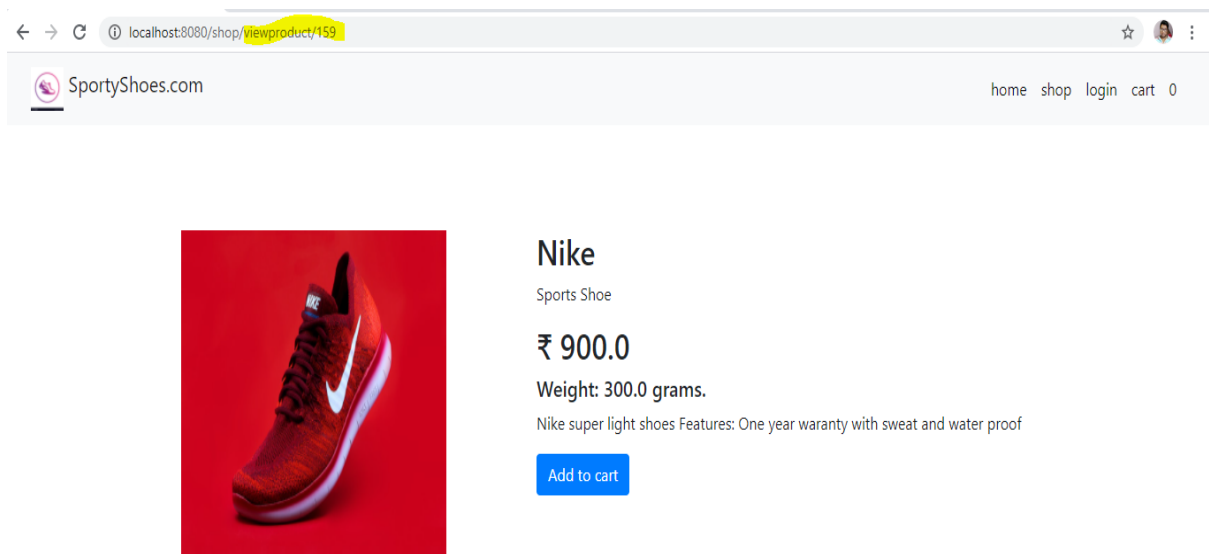 localhost:8080/shop/viewproduct/159
SportyShoes.com
home shop login cart 0
Nike
Sports Shoe
₹ 900.0
Weight: 300.0 grams.
Nike super light shoes Features: One year waranty with sweat and water proof
Add to cart
NIKE